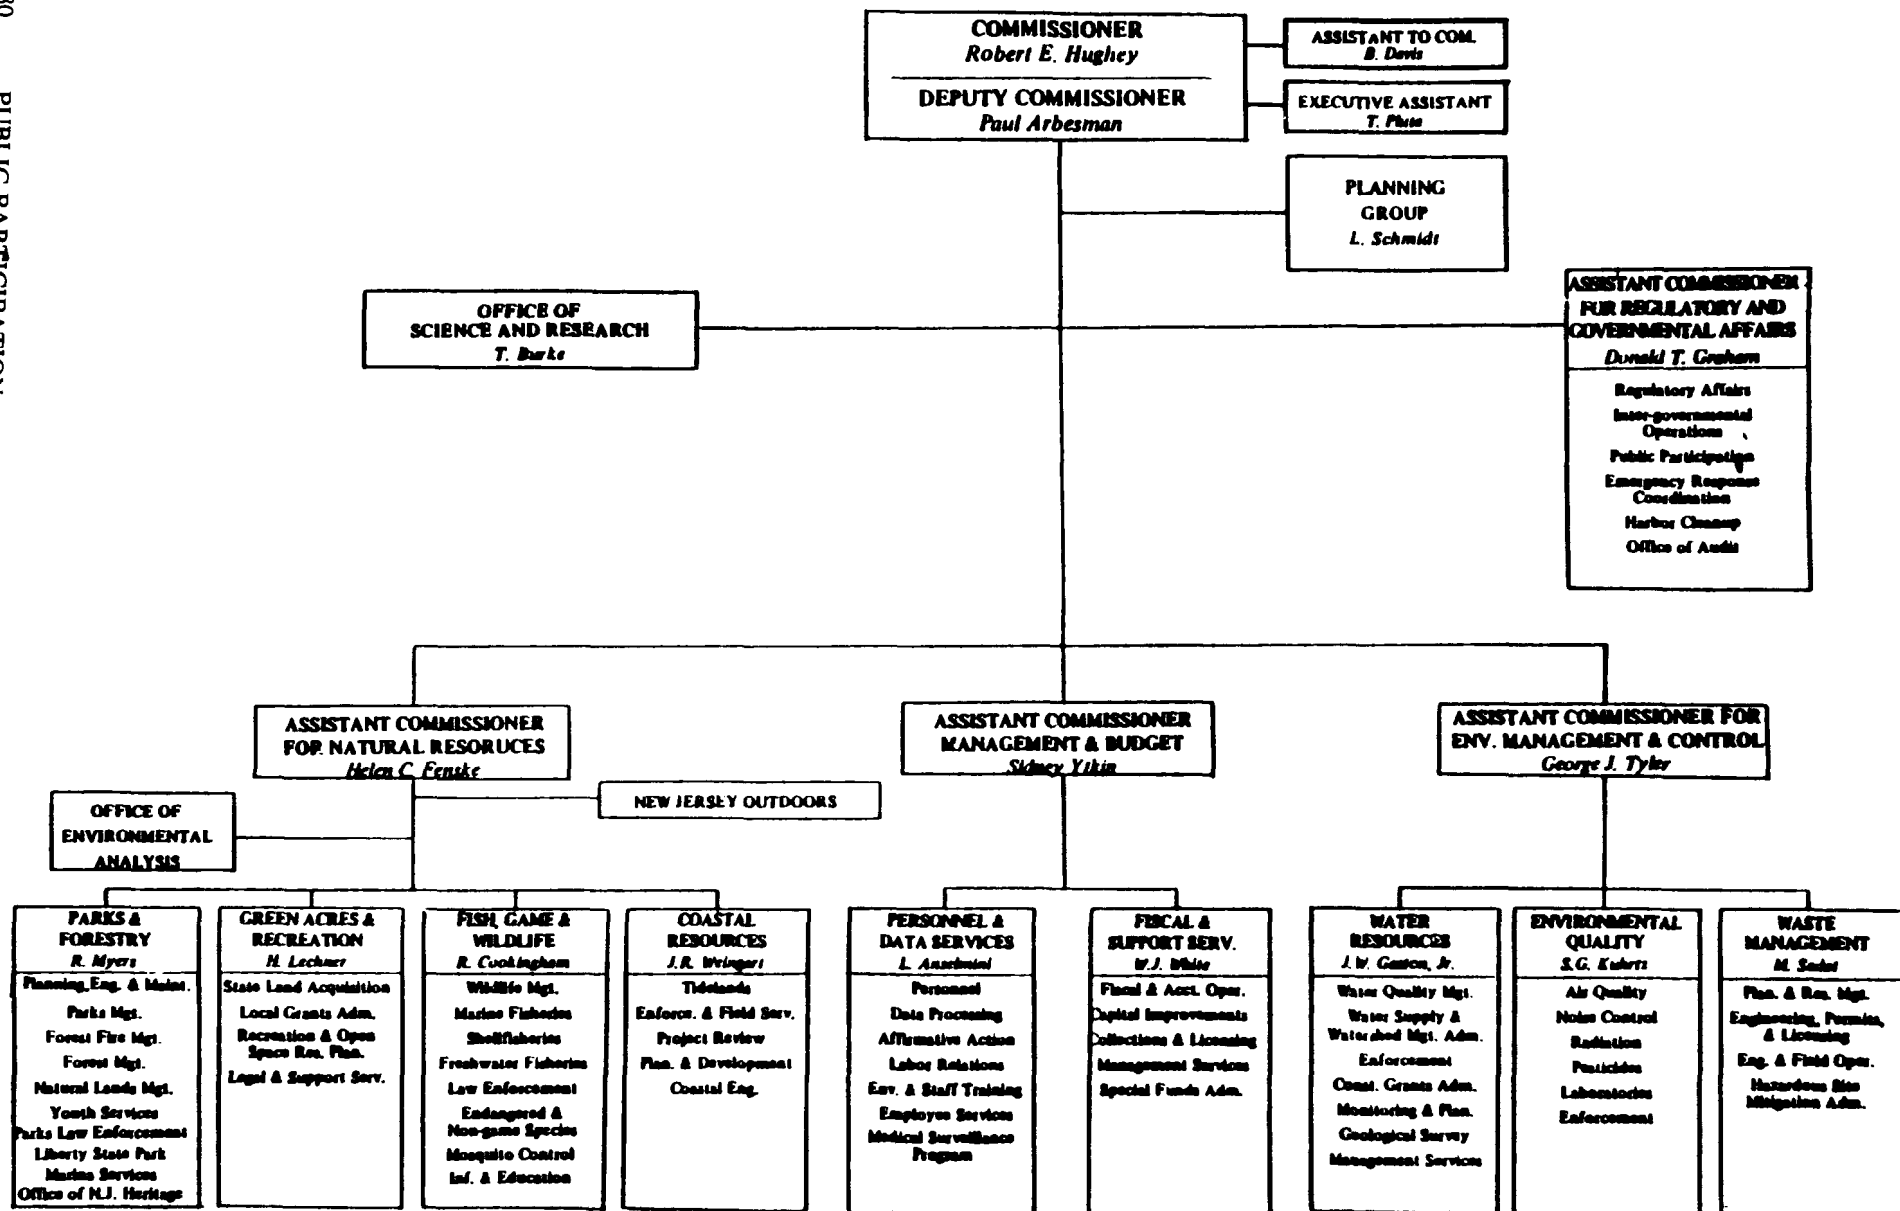 80 PUBLIC PARTICIPATION
COMMISSIONER
Robert E. Hughey
DEPUTY COMMISSIONER
Paul Arbesman
ASSISTANT TO COM.
B. Davis
EXECUTIVE ASSISTANT
T. Pluta
PLANNING
GROUP
L. Schmidt
OFFICE OF
SCIENCE AND RESEARCH
T. Burke
ASSISTANT COMMISSIONER
FOR REGULATORY AND
GOVERNMENTAL AFFAIRS
Donald T. Graham
Regulatory Affairs
Inter-governmental
Operations
Public Participation
Emergency Response
Coordination
Harbor Cleanup
Office of Audit
ASSISTANT COMMISSIONER
FOR NATURAL RESORUCES
Helen C. Fenske
ASSISTANT COMMISSIONER
MANAGEMENT & BUDGET
Sidney
ASSISTANT COMMISSIONER FOR
ENV. MANAGEMENT & CONTROL
George J. Tyler
OFFICE OF
ENVIRONMENTAL
ANALYSIS
NEW JERSEY OUTDOORS
PARKS &
FORESTRY
R. Myers
Planning, Eng. & Maint.
Parks Mgt.
Forest Fire Mgt.
Forest Mgt.
Natural Lands Mgt.
Youth Services
Parks Law Enforcement
Liberty State Park
Marine Services
Office of N.J. Heritage
GREEN ACRES &
RECREATION
H. Lechner
State Land Acquisition
Local Grants Adm.
Recreation & Open
Space Res. Plan.
Legal & Support Serv.
FISH, GAME &
WILDLIFE
R. Cookingham
Wildlife Mgt.
Marine Fisheries
Shellfisheries
Freshwater Fisheries
Law Enforcement
Endangered &
Non-game Species
Mosquito Control
Inf. & Education
COASTAL
RESOURCES
J.R. Weingart
Tidelands
Enforce. & Field Serv.
Project Review
Plan. & Development
Coastal Eng.
PERSONNEL &
DATA SERVICES
L. Anselmini
Personnel
Data Processing
Affirmative Action
Labor Relations
Env. & Staff Training
Employee Services
Medical Surveillance
Program
FISCAL &
SUPPORT SERV.
W.J. White
Fiscal & Acct. Oper.
Capital Improvements
Collections & Licensing
Management Services
Special Funds Adm.
WATER
RESOURCES
J.W. Gaston, Jr.
Water Quality Mgt.
Water Supply &
Watershed Mgt. Adm.
Enforcement
Const. Grants Adm.
Monitoring & Plan.
Geological Survey
Management Services
ENVIRONMENTAL
QUALITY
S.G. Kuhrtz
Air Quality
Noise Control
Radiation
Pesticides
Laboratories
Enforcement
WASTE
MANAGEMENT
M. Sadat
Plan. & Res. Mgt.
Engineering, Permits,
& Licensing
Eng. & Field Oper.
Hazardous Site
Mitigation Adm.